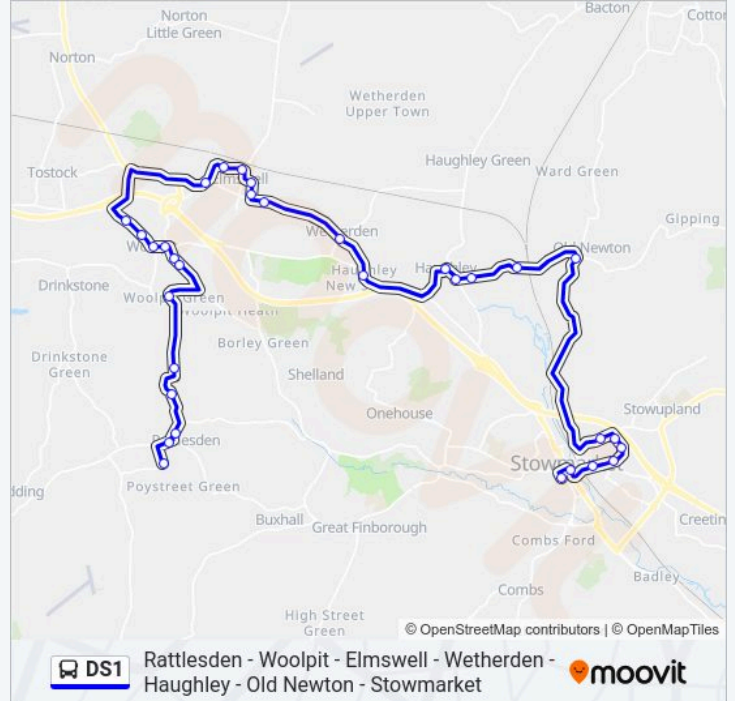 Bacton
Cotton
Norton
Little Green
Norton
Wetherden
Upper Town
Haughley Green
Ward Green
Tostock
Elmswell
Gipping
Wetherden
Old Newton
Haughley
Haughley
New
Drinkstone
Woolpit Green
Woolpit Heath
Borley Green
Drinkstone
Green
Shelland
Onehouse
Stowupland
Rattlesden
Stowmarket
ding
Poystreet Green
Buxhall
Great Finborough
Creetin
Combs Ford
Badley
Combs
High Street
Green
© OpenStreetMap contributors | © OpenMapTiles
DS1
Rattlesden - Woolpit - Elmswell - Wetherden -
Haughley - Old Newton - Stowmarket
moovit